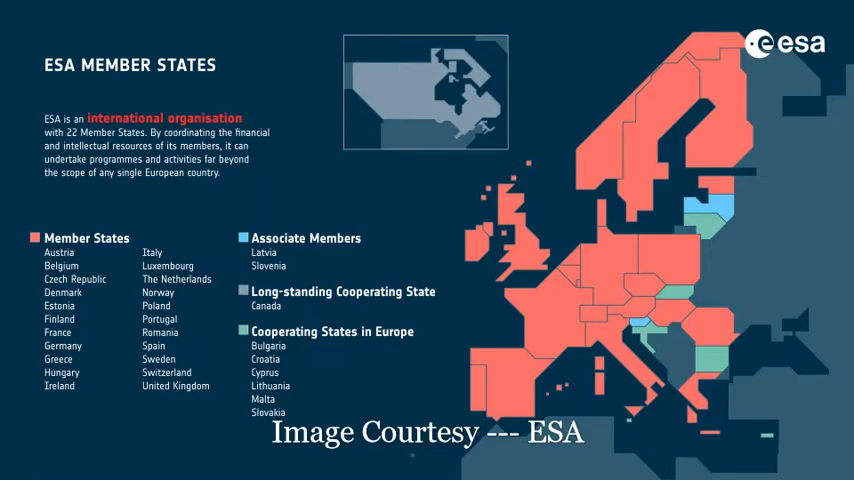 esa
ESA MEMBER STATES
ESA is an international organisation
with 22 Member States. By coordinating the financial
and intellectual resources of its members, it can
undertake programmes and activities far beyond
the scope of any single European country.
Member States
Austria
Belgium
Czech Republic
Denmark
Estonia
Finland
France
Germany
Greece
Hungary
Ireland
Italy
Luxembourg
The Netherlands
Norway
Poland
Portugal
Romania
Spain
Sweden
Switzerland
United Kingdom
Associate Members
Latvia
Slovenia
Long-standing Cooperating State
Canada
Cooperating States in Europe
Bulgaria
Croatia
Cyprus
Lithuania
Malta
Slovakia
Image Courtesy --- ESA